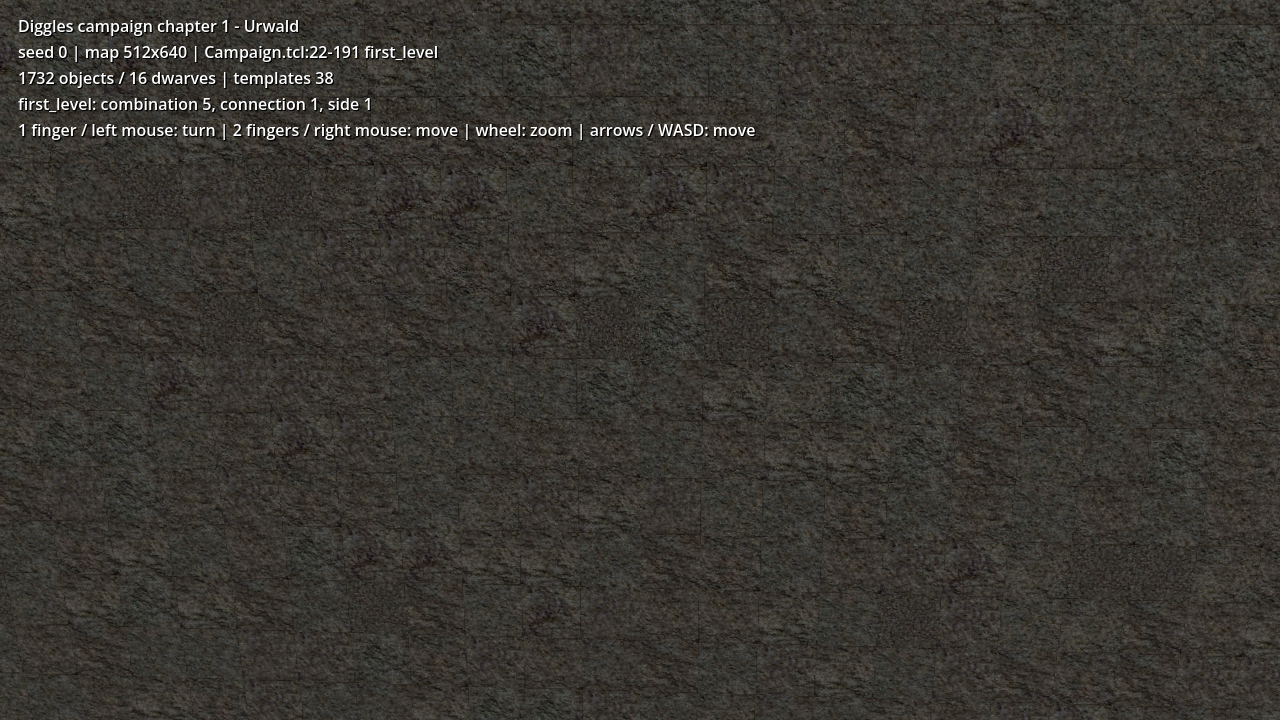 Diggles campaign chapter 1 - Urwald
seed 0 | map 512x640 | Campaign.tcl:22-191 first_level
1732 objects / 16 dwarves | templates 38
first_level: combination 5, connection 1, side 1
1 finger / left mouse: turn | 2 fingers / right mouse: move | wheel: zoom | arrows / WASD: move